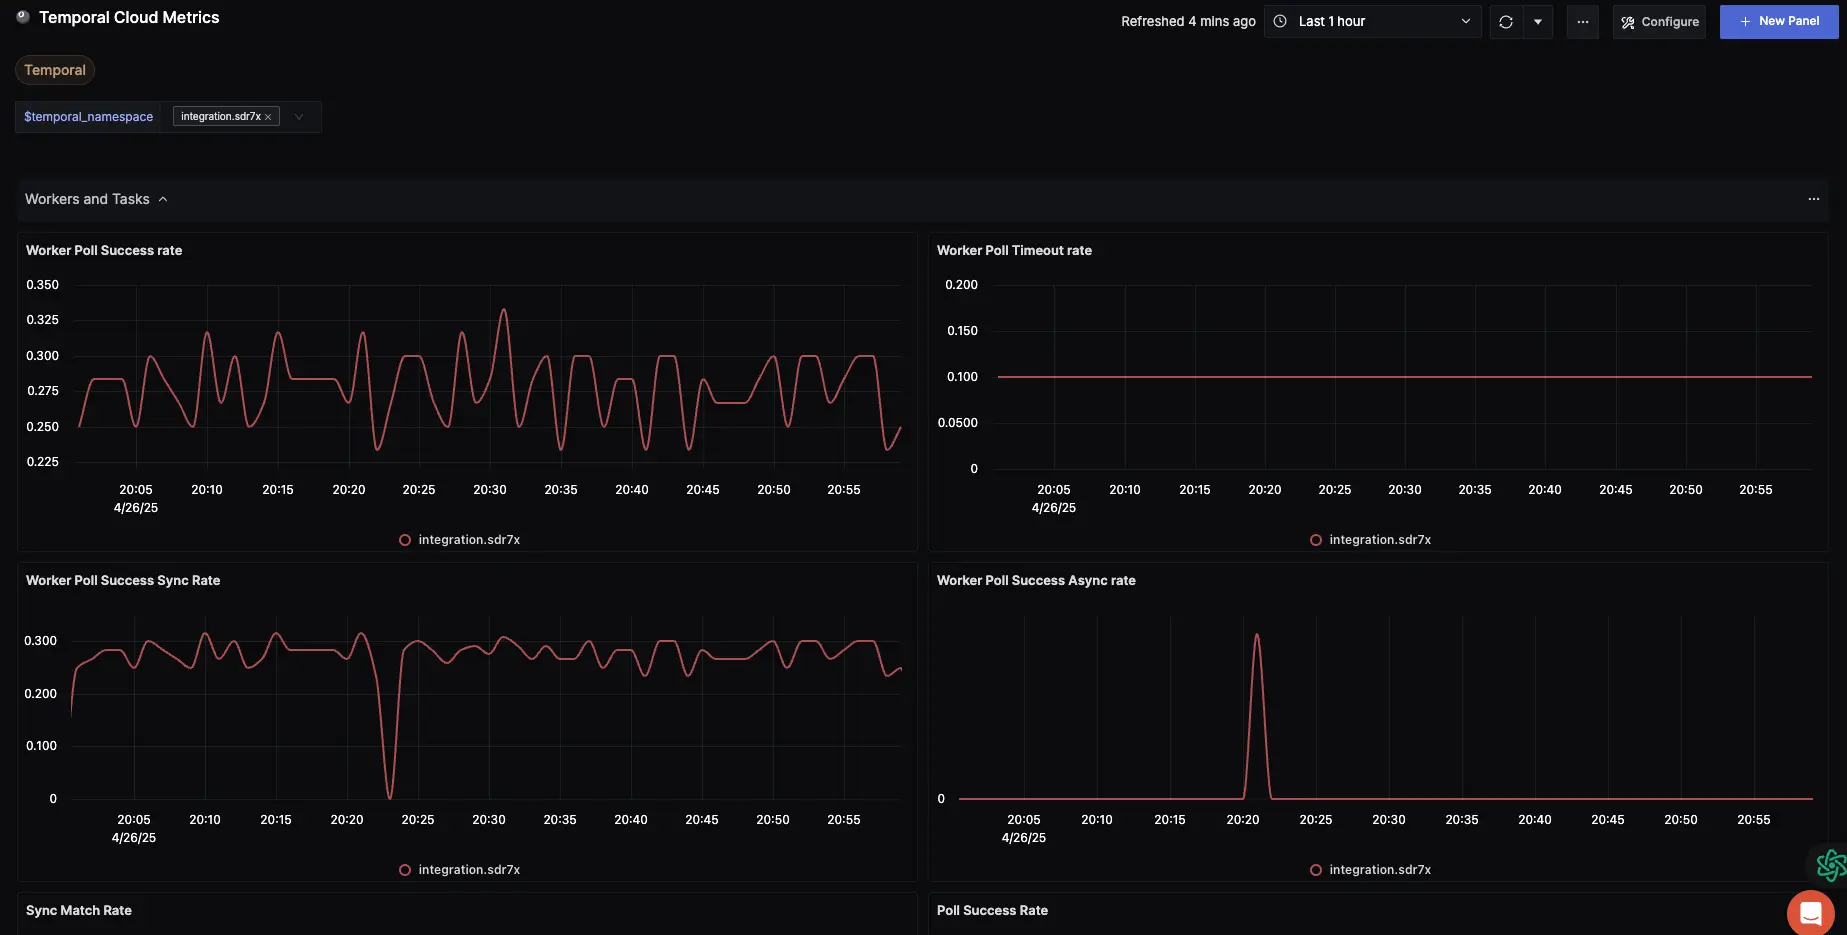 Temporal Cloud Metrics
Refreshed 4 mins ago
Last 1 hour
Configure
+ New Panel
Temporal
$temporal_namespace
integration.sdr7x ×
Workers and Tasks
Worker Poll Success rate
0.350
0.325
0.300
0.275
0.250
0.225
20:05 20:10 20:15 20:20 20:25 20:30 20:35 20:40 20:45 20:50 20:55
4/26/25
integration.sdr7x
Worker Poll Timeout rate
0.200
0.150
0.100
0.0500
0
20:05 20:10 20:15 20:20 20:25 20:30 20:35 20:40 20:45 20:50 20:55
4/26/25
integration.sdr7x
Worker Poll Success Sync Rate
0.300
0.200
0.100
0
20:05 20:10 20:15 20:20 20:25 20:30 20:35 20:40 20:45 20:50 20:55
4/26/25
integration.sdr7x
Worker Poll Success Async rate
0
20:05 20:10 20:15 20:20 20:25 20:30 20:35 20:40 20:45 20:50 20:55
4/26/25
integration.sdr7x
Sync Match Rate
Poll Success Rate